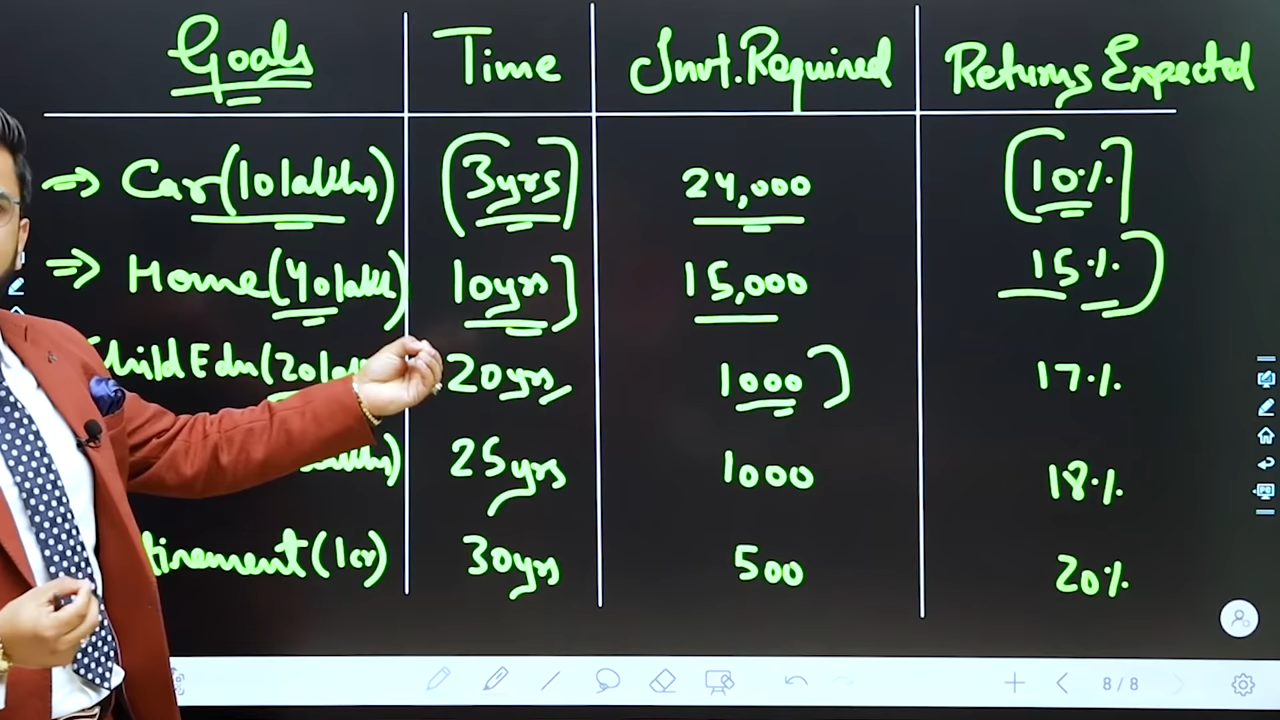 Goals Time Invt. Required Returns Expected
⇒ Car (10 lakhs) (3yrs) 24,000 (10%)
⇒ Home (40 lakh) 10yrs) 15,000 15%)
Child Edn (20 20yrs 1000) 17%
25yrs 1000 18%
tirement (1cr) 30yrs 500 20%
8/8